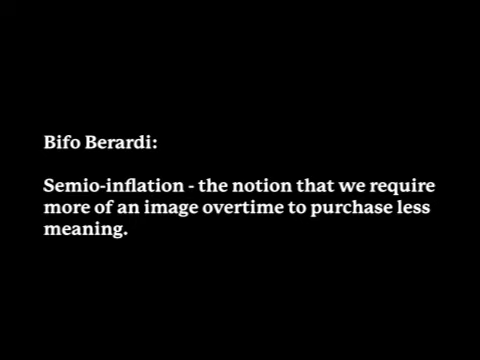 Bifo Berardi:
Semio-inflation - the notion that we require
more of an image overtime to purchase less
meaning.